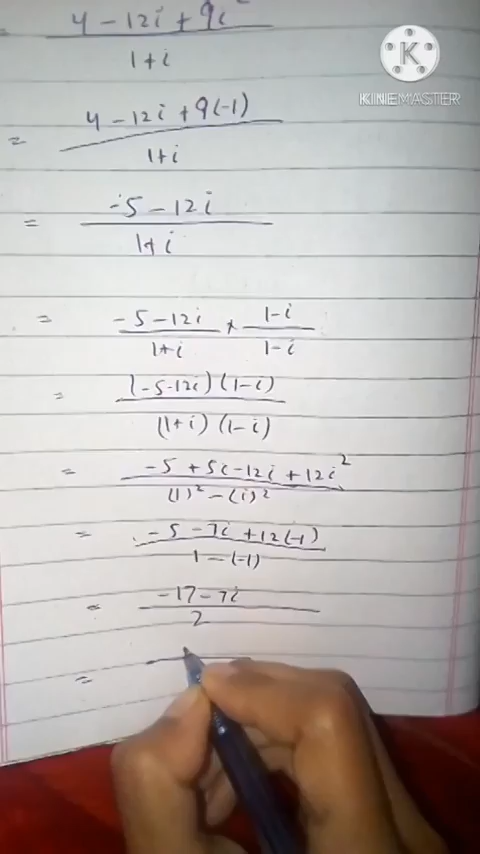 = 4 - 12i + 9i²
1+i
K
KINEMASTER
= 4 - 12i + 9(-1)
1+i
= -5 - 12i
1+i
= -5-12i × 1-i
1+i 1-i
= (-5-12i) (1-i)
(1+i) (1-i)
= -5 + 5i - 12i + 12i²
(1)² - (i)²
= -5 - 7i + 12(-1)
1 - (-1)
= -17 - 7i
2
=